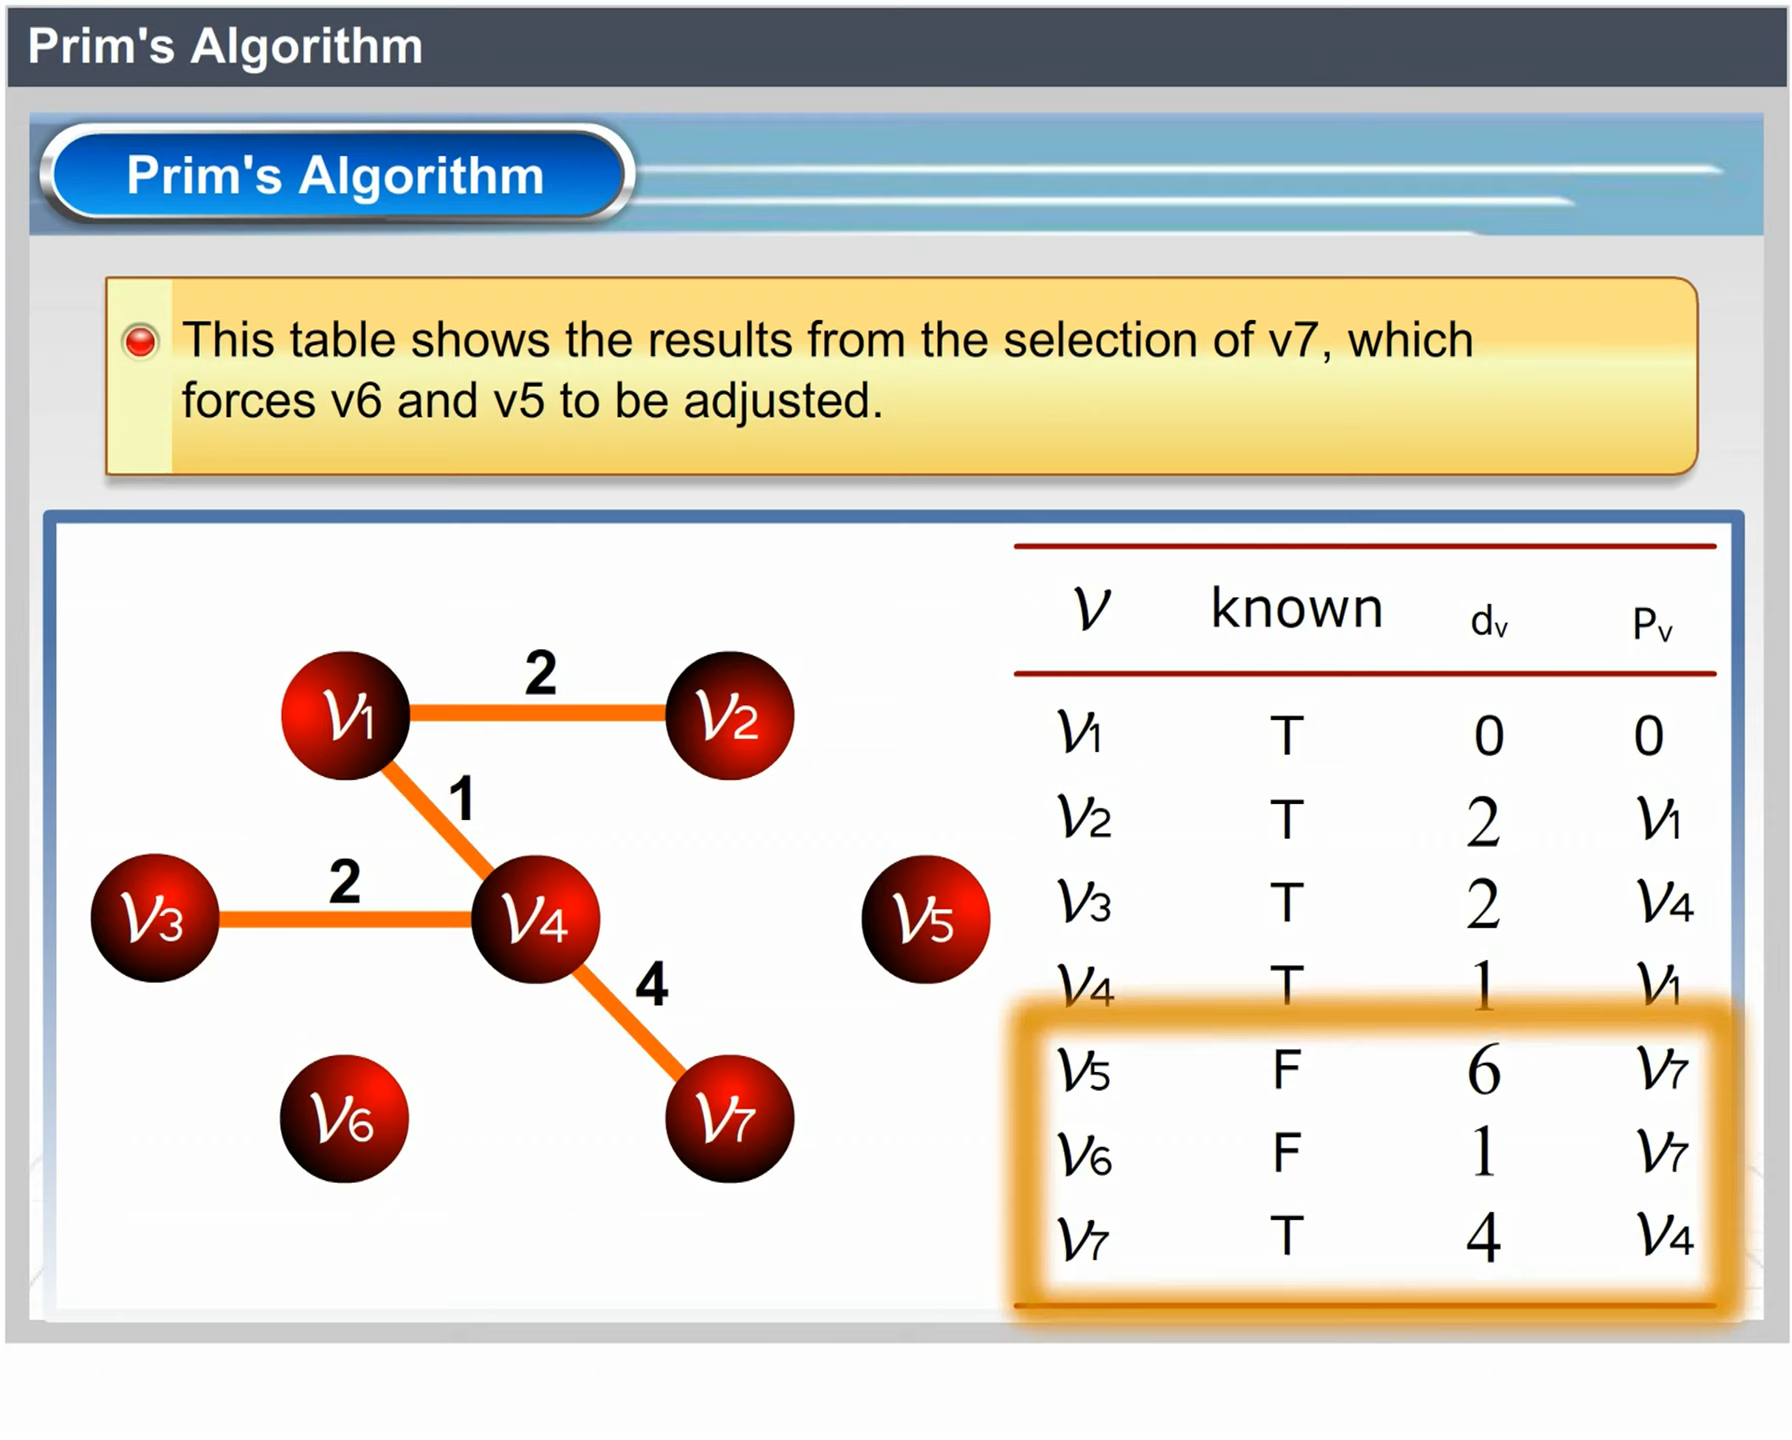 Prim's Algorithm
Prim's Algorithm
This table shows the results from the selection of v7, which
forces v6 and v5 to be adjusted.
V1 2 V2
1
V3 2 V4 V5
4
V6 V7
V known dv Pv
V1 T 0 0
V2 T 2 V1
V3 T 2 V4
V4 T 1 V1
V5 F 6 V7
V6 F 1 V7
V7 T 4 V4